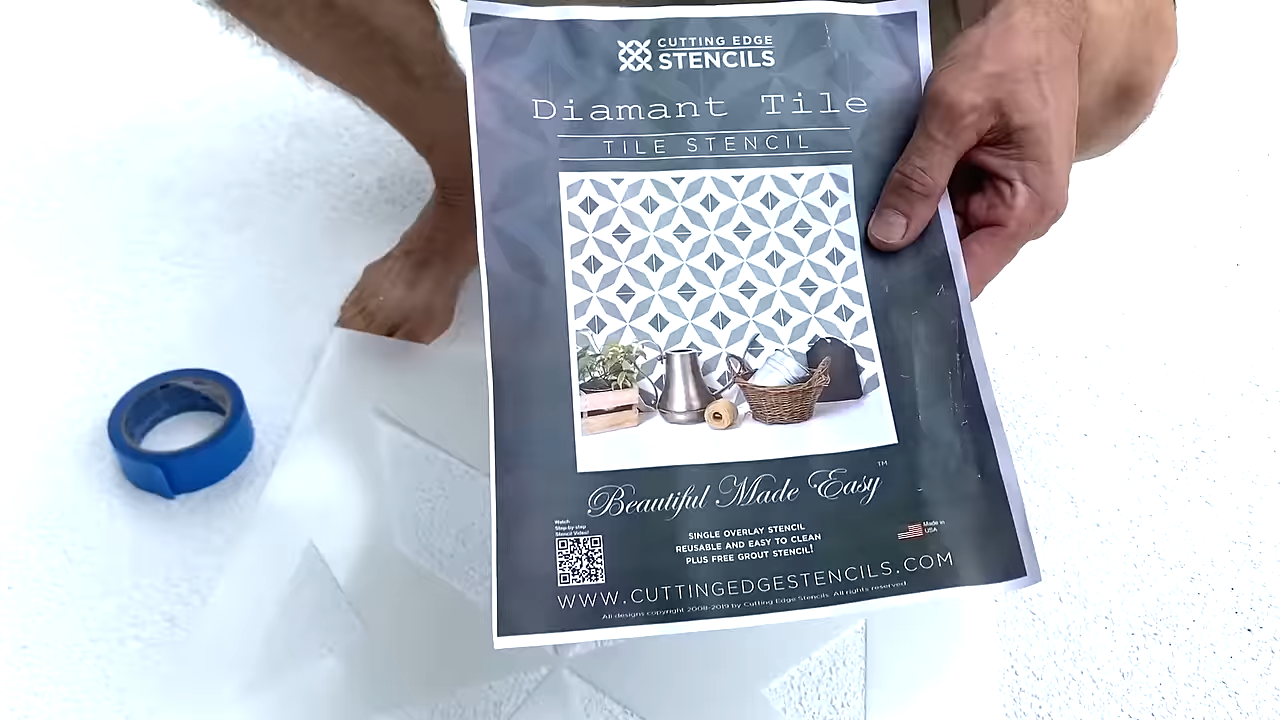 CUTTING EDGE
STENCILS
Diamant Tile
TILE STENCIL
Beautiful Made Easy™
Watch
Step-by-step
Stencil Video!
SINGLE OVERLAY STENCIL
REUSABLE AND EASY TO CLEAN
PLUS FREE GROUT STENCIL!
Made in
USA
WWW.CUTTINGEDGESTENCILS.COM
All designs copyright 2008-2019 by Cutting Edge Stencils. All rights reserved.